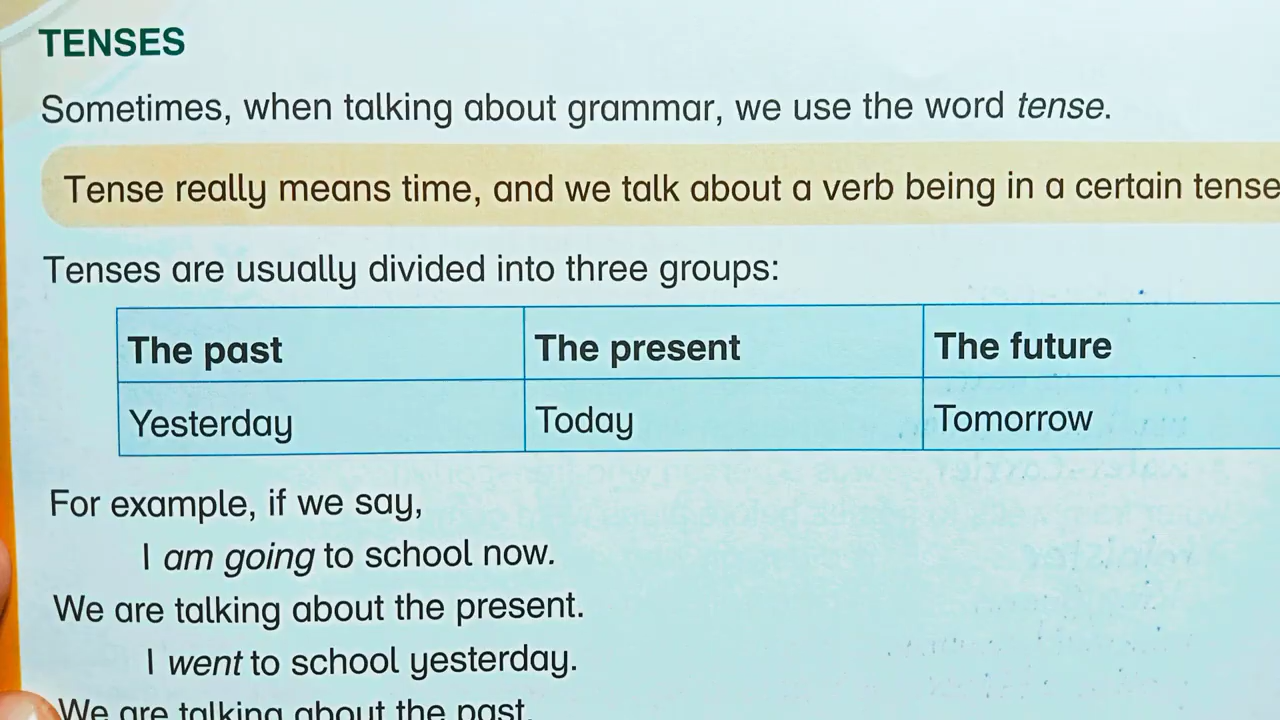 TENSES
Sometimes, when talking about grammar, we use the word tense.
Tense really means time, and we talk about a verb being in a certain tense
Tenses are usually divided into three groups:
The past The present The future
Yesterday Today Tomorrow
For example, if we say,
I am going to school now.
We are talking about the present.
I went to school yesterday.
We are talking about the past.